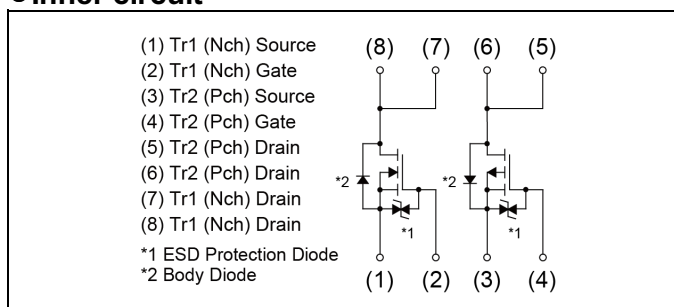 Inner circuit
(1) Tr1 (Nch) Source
(2) Tr1 (Nch) Gate
(3) Tr2 (Pch) Source
(4) Tr2 (Pch) Gate
(5) Tr2 (Pch) Drain
(6) Tr2 (Pch) Drain
(7) Tr1 (Nch) Drain
(8) Tr1 (Nch) Drain
*1 ESD Protection Diode
*2 Body Diode
(8) (7) (6) (5)
*2 *2
*1 *1
(1) (2) (3) (4)